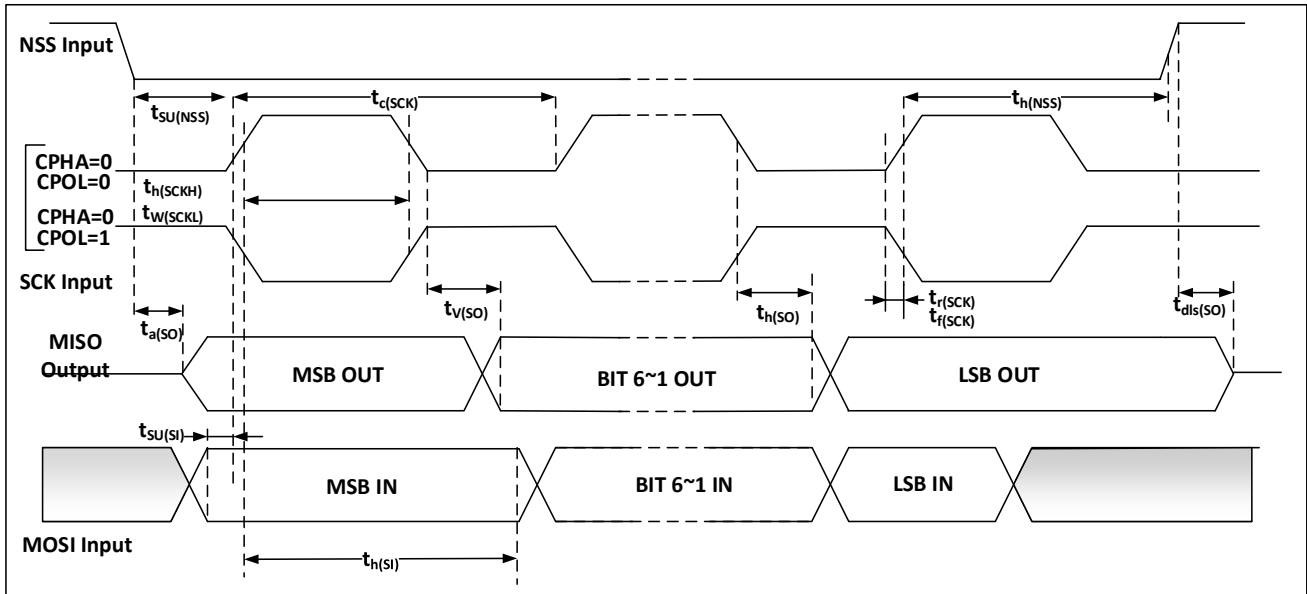 NSS Input
tSU(NSS)
tc(SCK)
th(NSS)
CPHA=0
CPOL=0
th(SCKH)
CPHA=0
tW(SCKL)
CPOL=1
SCK Input
ta(SO)
tV(SO)
th(SO)
tr(SCK)
tf(SCK)
tdls(SO)
MISO
Output
MSB OUT
BIT 6~1 OUT
LSB OUT
tSU(SI)
MSB IN
BIT 6~1 IN
LSB IN
MOSI Input
th(SI)